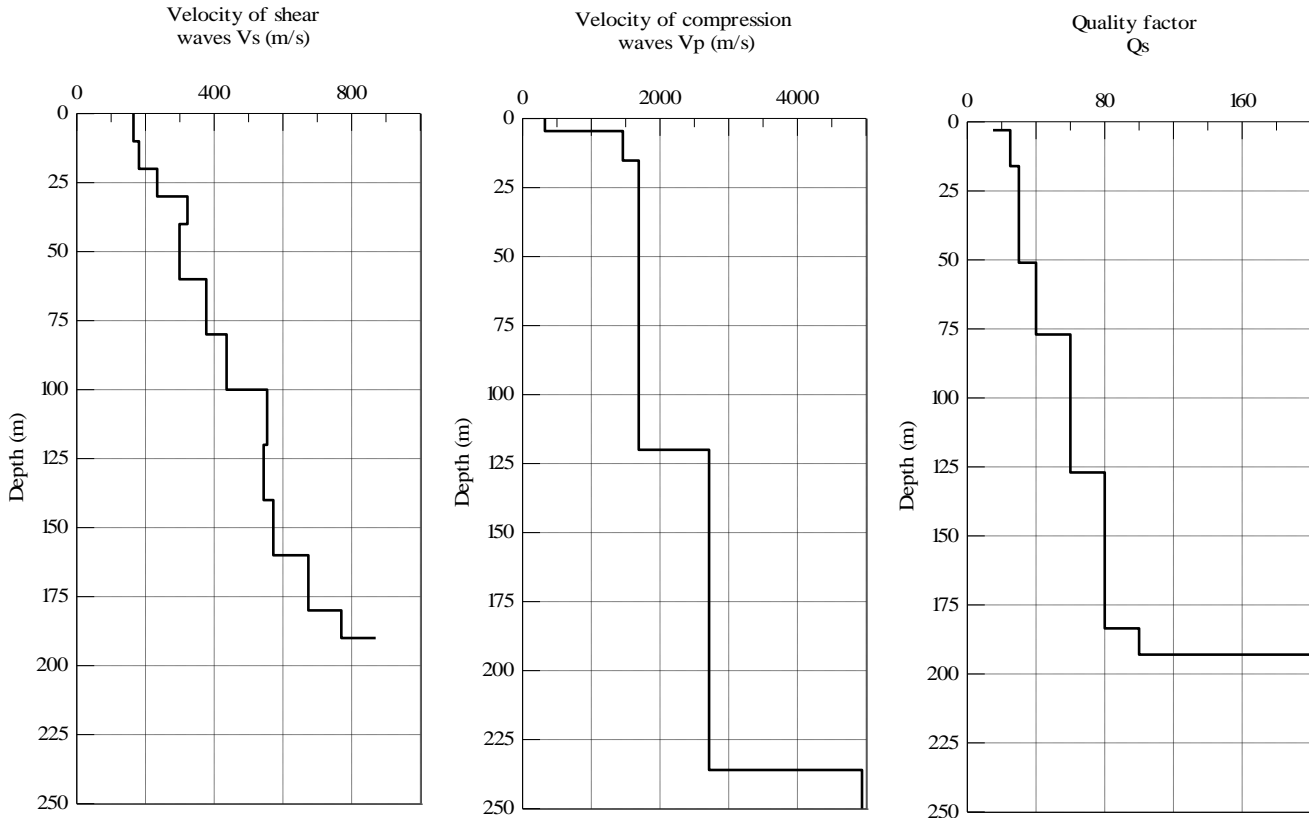 Velocity of shear
waves Vs (m/s)
0 400 800
0
25
50
75
100
125
150
175
200
225
250
Depth (m)
Velocity of compression
waves Vp (m/s)
0 2000 4000
0
25
50
75
100
125
150
175
200
225
250
Depth (m)
Quality factor
Qs
0 80 160
0
25
50
75
100
125
150
175
200
225
250
Depth (m)